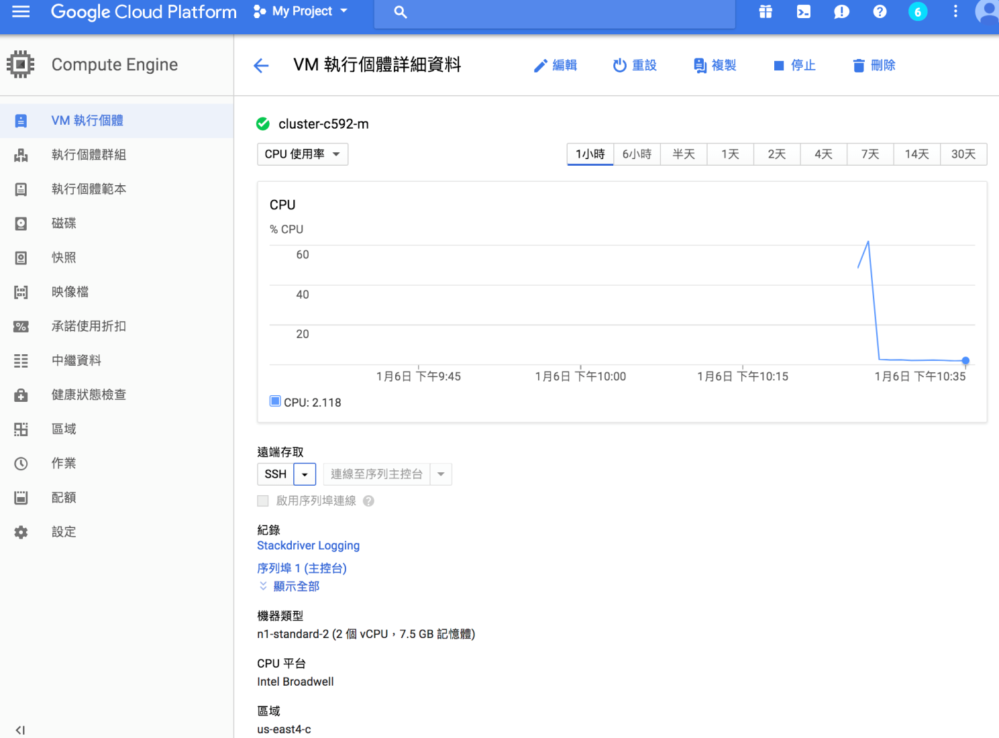 Google Cloud Platform My Project 6
Compute Engine
VM 執行個體詳細資料 編輯 重設 複製 停止 刪除
VM 執行個體
執行個體群組
執行個體範本
磁碟
快照
映像檔
承諾使用折扣
中繼資料
健康狀態檢查
區域
作業
配額
設定
cluster-c592-m
CPU 使用率 1小時 6小時 半天 1天 2天 4天 7天 14天 30天
CPU
% CPU
60
40
20
1月6日 下午9:45 1月6日 下午10:00 1月6日 下午10:15 1月6日 下午10:35
CPU: 2.118
遠端存取
SSH 連線至序列主控台
啟用序列埠連線
紀錄
Stackdriver Logging
序列埠 1 (主控台)
顯示全部
機器類型
n1-standard-2 (2 個 vCPU，7.5 GB 記憶體)
CPU 平台
Intel Broadwell
區域
us-east4-c